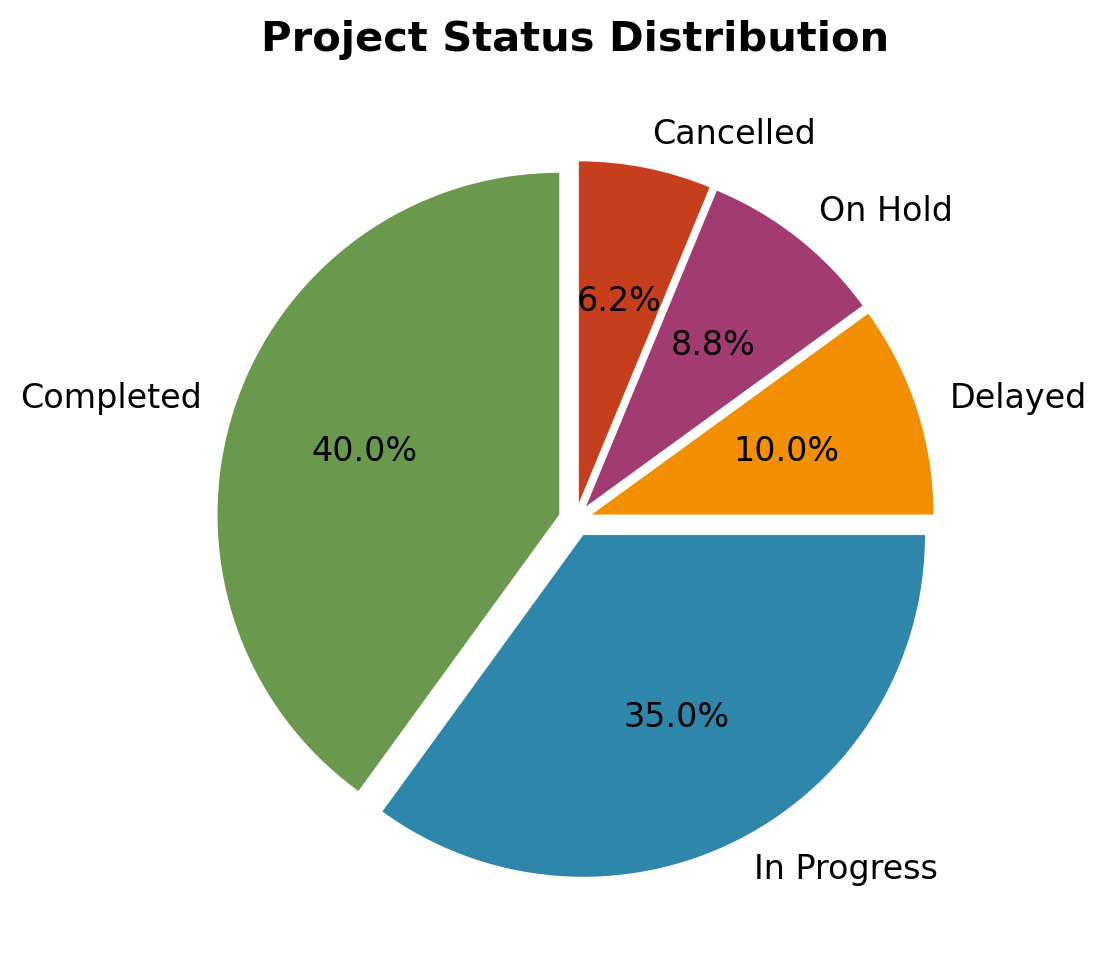 Project Status Distribution
Cancelled
On Hold
6.2%
8.8%
Completed
Delayed
40.0%
10.0%
35.0%
In Progress